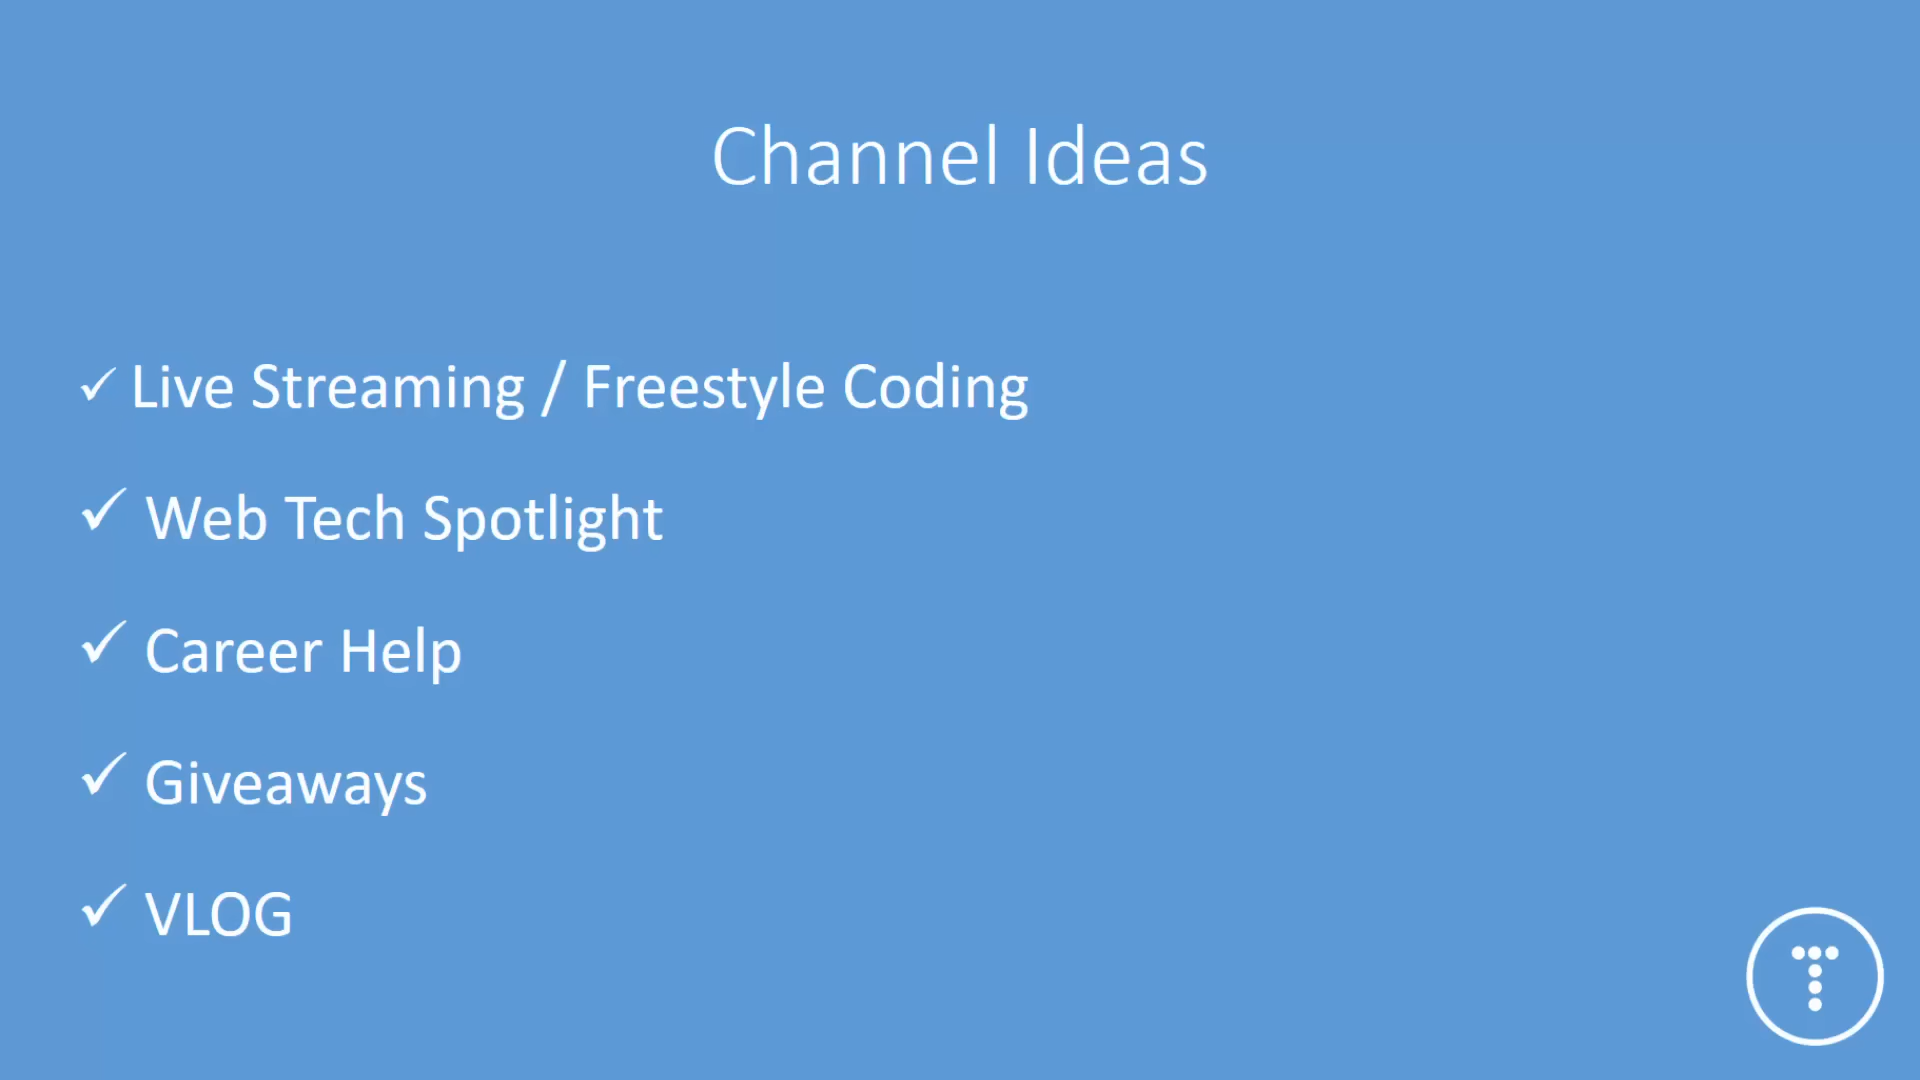 Channel Ideas
✓ Live Streaming / Freestyle Coding
✓ Web Tech Spotlight
✓ Career Help
✓ Giveaways
✓ VLOG
T